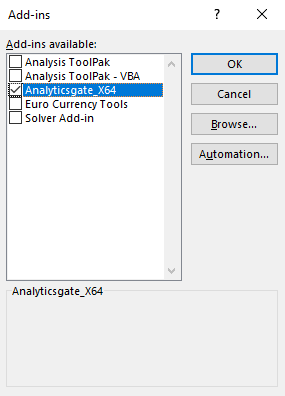 Add-ins
?
Add-ins available:
Analysis ToolPak
Analysis ToolPak - VBA
Analyticsgate_X64
Euro Currency Tools
Solver Add-in
OK
Cancel
Browse...
Automation...
Analyticsgate_X64